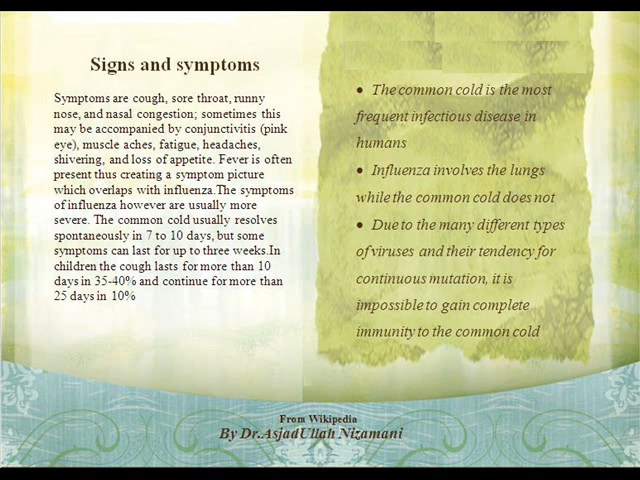 Signs and symptoms
Symptoms are cough, sore throat, runny
nose, and nasal congestion; sometimes this
may be accompanied by conjunctivitis (pink
eye), muscle aches, fatigue, headaches,
shivering, and loss of appetite. Fever is often
present thus creating a symptom picture
which overlaps with influenza.The symptoms
of influenza however are usually more
severe. The common cold usually resolves
spontaneously in 7 to 10 days, but some
symptoms can last for up to three weeks.In
children the cough lasts for more than 10
days in 35-40% and continue for more than
25 days in 10%
• The common cold is the most
frequent infectious disease in
humans
• Influenza involves the lungs
while the common cold does not
• Due to the many different types
of viruses and their tendency for
continuous mutation, it is
impossible to gain complete
immunity to the common cold
From Wikipedia
By Dr.AsjadUllah Nizamani